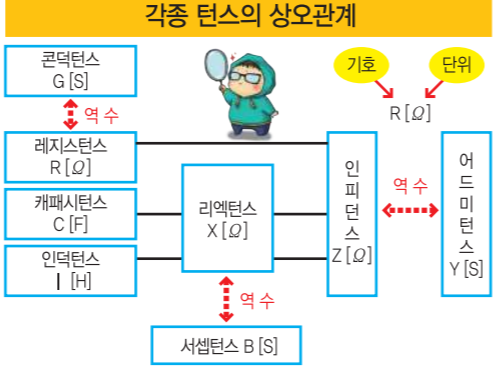 각종 턴스의 상오관계
콘덕턴스
G [S]
기호
단위
R [Ω]
역 수
레지스턴스
R [Ω]
캐패시턴스
C [F]
인덕턴스
I [H]
리엑턴스
X [Ω]
인
피
던
스
Z [Ω]
역 수
어
드
미
턴
스
Y [S]
역 수
서셉턴스 B [S]